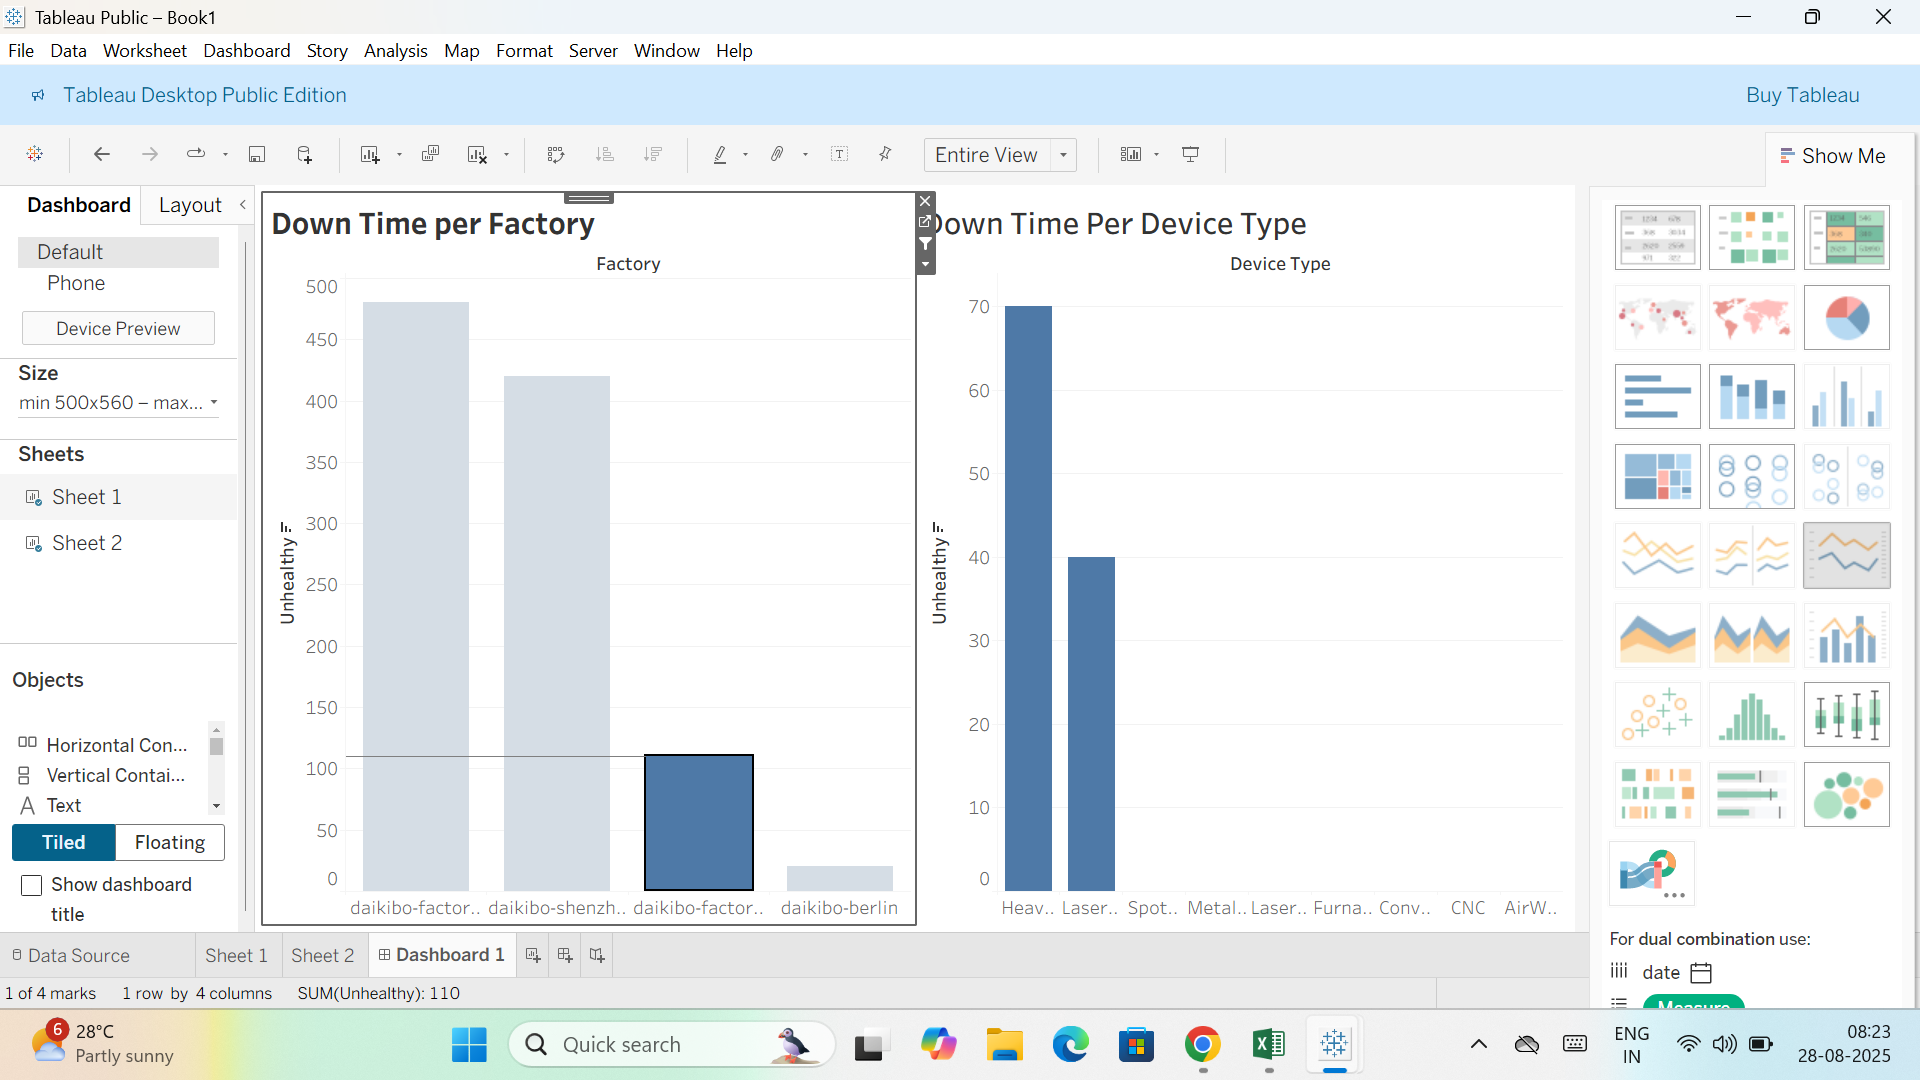 Tableau Public – Book1
File Data Worksheet Dashboard Story Analysis Map Format Server Window Help
Tableau Desktop Public Edition
Buy Tableau
Entire View
Show Me
Dashboard Layout
Default
Phone
Device Preview
Size
min 500x560 – max...
Sheets
Sheet 1
Sheet 2
Objects
Horizontal Con...
Vertical Contai...
Text
Tiled Floating
Show dashboard
title
Down Time per Factory
Factory
Unhealthy
500
450
400
350
300
250
200
150
100
50
0
daikibo-factor.. daikibo-shenzh.. daikibo-factor.. daikibo-berlin
Down Time Per Device Type
Device Type
Unhealthy
70
60
50
40
30
20
10
0
Heav.. Laser.. Spot.. Metal.. Laser.. Furna.. Conv.. CNC AirW..
For dual combination use:
date
Measure
Data Source Sheet 1 Sheet 2 Dashboard 1
1 of 4 marks 1 row by 4 columns SUM(Unhealthy): 110
6
28°C
Partly sunny
Quick search
ENG
IN
08:23
28-08-2025